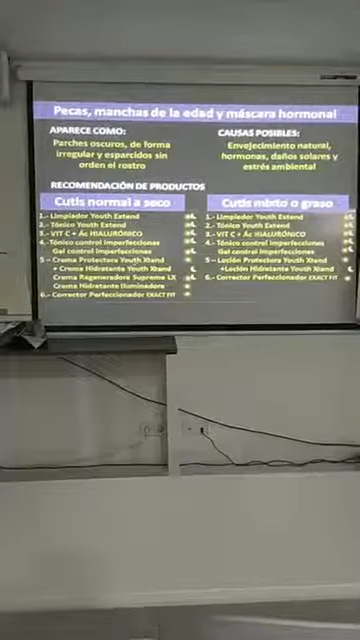 Pecas, manchas de la edad y máscara hormonal
APARECE COMO:
Parches oscuros, de forma
irregular y esparcidos sin
orden el rostro
CAUSAS POSIBLES:
Envejecimiento natural,
hormonas, daños solares y
estrés ambiental
RECOMENDACIÓN DE PRODUCTOS
Cutis normal a seco
1.- Limpiador Youth Extend
2.- Tónico Youth Extend
3.- VIT C + Ác HIALURÓNICO
4.- Tónico control imperfecciones
Gel control imperfecciones
5.- Crema Protectora Youth Xtend
+ Crema Hidratante Youth Xtend
Crema Regeneradora Supreme LX
Crema Hidratante Iluminadora
6.- Corrector Perfeccionador EXACT FIT
Cutis mixto o graso
1.- Limpiador Youth Extend
2.- Tónico Youth Extend
3.- VIT C + Ác HIALURÓNICO
4.- Tónico control imperfecciones
Gel control imperfecciones
5.- Loción Protectora Youth Xtend
+Loción Hidratante Youth Xtend
6.- Corrector Perfeccionador EXACT FIT